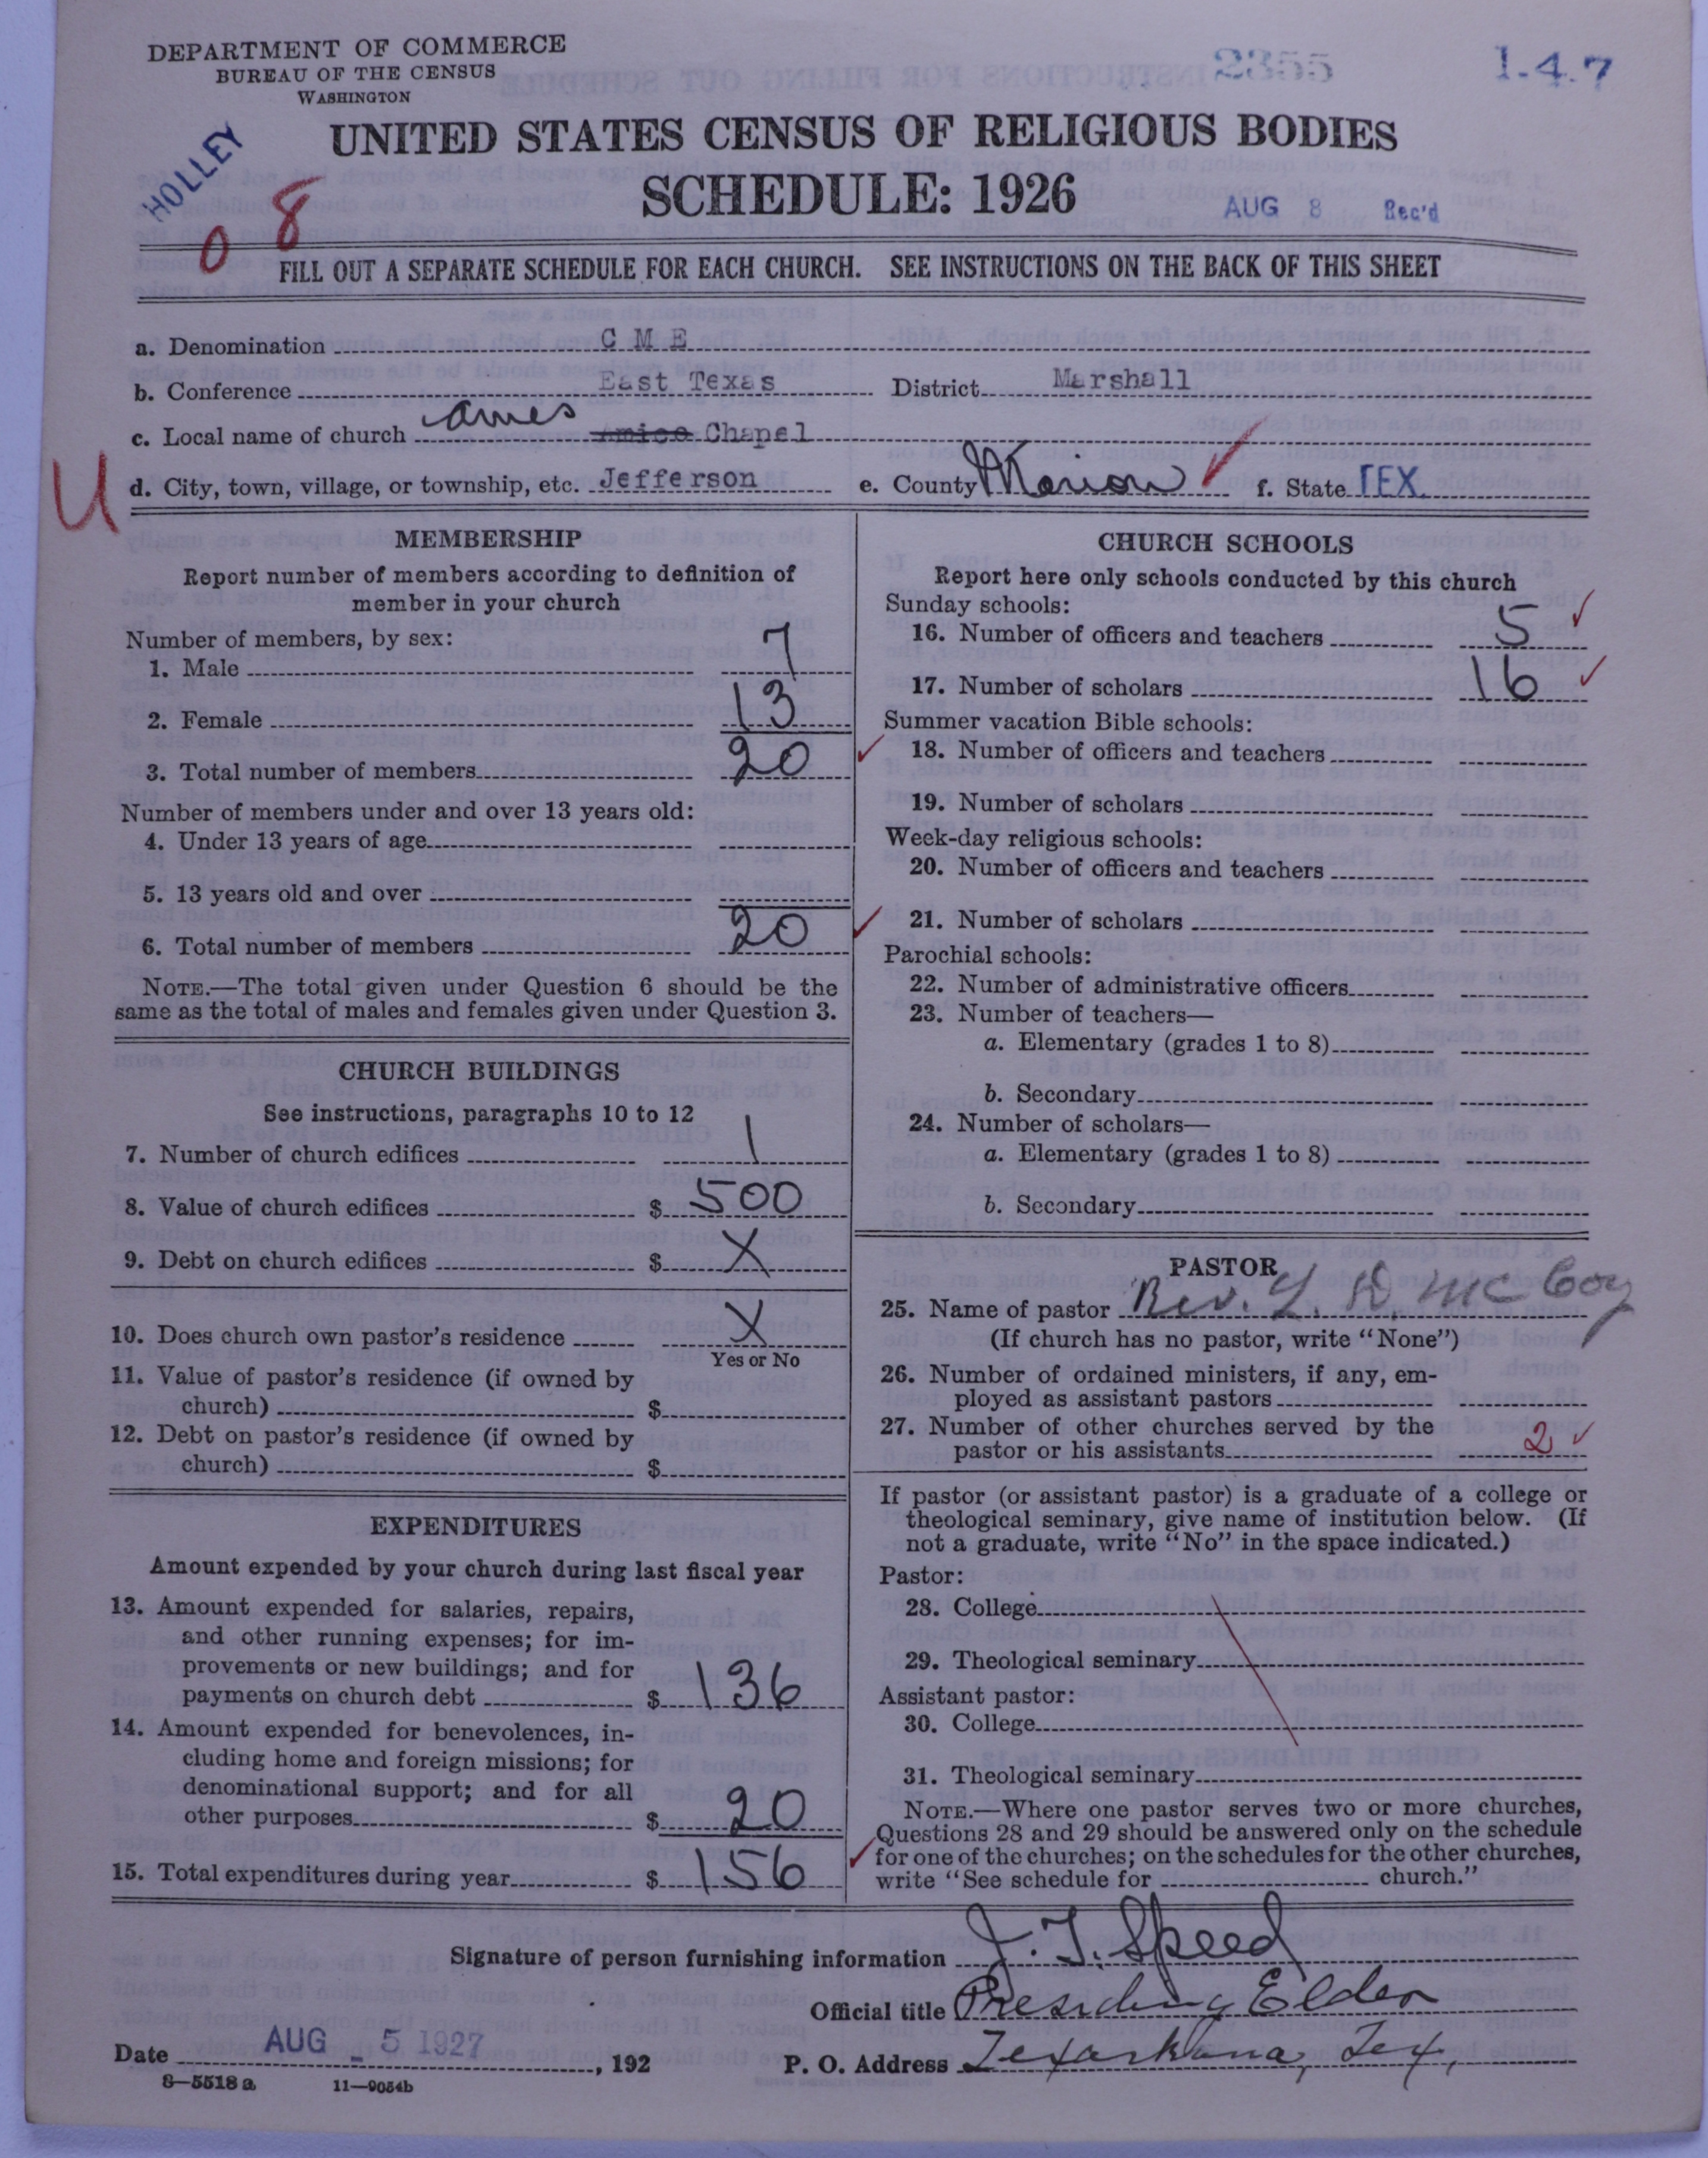 DEPARTMENT OF COMMERCE
BUREAU OF THE CENSUS
WASHINGTON
2355
1.4.7
HOLLEY
08
UNITED STATES CENSUS OF RELIGIOUS BODIES
SCHEDULE: 1926
AUG 8 Rec'd
FILL OUT A SEPARATE SCHEDULE FOR EACH CHURCH. SEE INSTRUCTIONS ON THE BACK OF THIS SHEET
a. Denomination C M E
b. Conference East Texas District Marshall
c. Local name of church Ames Amice Chapel
U
d. City, town, village, or township, etc. Jefferson e. County Marion f. State TEX.
MEMBERSHIP
Report number of members according to definition of
member in your church
Number of members, by sex:
1. Male 7
2. Female 13
3. Total number of members 20
Number of members under and over 13 years old:
4. Under 13 years of age
5. 13 years old and over
6. Total number of members 20
NOTE.—The total given under Question 6 should be the
same as the total of males and females given under Question 3.
CHURCH BUILDINGS
See instructions, paragraphs 10 to 12
7. Number of church edifices 1
8. Value of church edifices $ 500
9. Debt on church edifices $ X
10. Does church own pastor's residence X
Yes or No
11. Value of pastor's residence (if owned by
church) $
12. Debt on pastor's residence (if owned by
church) $
EXPENDITURES
Amount expended by your church during last fiscal year
13. Amount expended for salaries, repairs,
and other running expenses; for im-
provements or new buildings; and for
payments on church debt $ 136
14. Amount expended for benevolences, in-
cluding home and foreign missions; for
denominational support; and for all
other purposes $ 20
15. Total expenditures during year $ 156
CHURCH SCHOOLS
Report here only schools conducted by this church
Sunday schools:
16. Number of officers and teachers 5
17. Number of scholars 16
Summer vacation Bible schools:
18. Number of officers and teachers
19. Number of scholars
Week-day religious schools:
20. Number of officers and teachers
21. Number of scholars
Parochial schools:
22. Number of administrative officers
23. Number of teachers—
a. Elementary (grades 1 to 8)
b. Secondary
24. Number of scholars—
a. Elementary (grades 1 to 8)
b. Secondary
PASTOR
25. Name of pastor Rev. L. D McCoy
(If church has no pastor, write "None")
26. Number of ordained ministers, if any, em-
ployed as assistant pastors
27. Number of other churches served by the
pastor or his assistants 2
If pastor (or assistant pastor) is a graduate of a college or
theological seminary, give name of institution below. (If
not a graduate, write "No" in the space indicated.)
Pastor:
28. College
29. Theological seminary
Assistant pastor:
30. College
31. Theological seminary
NOTE.—Where one pastor serves two or more churches,
Questions 28 and 29 should be answered only on the schedule
for one of the churches; on the schedules for the other churches,
write "See schedule for church."
Signature of person furnishing information J. T. Speed
Official title Presiding Elder
Date AUG - 5 1927, 192 P. O. Address Texarkana, Tex,
8—5518 a 11—9054b